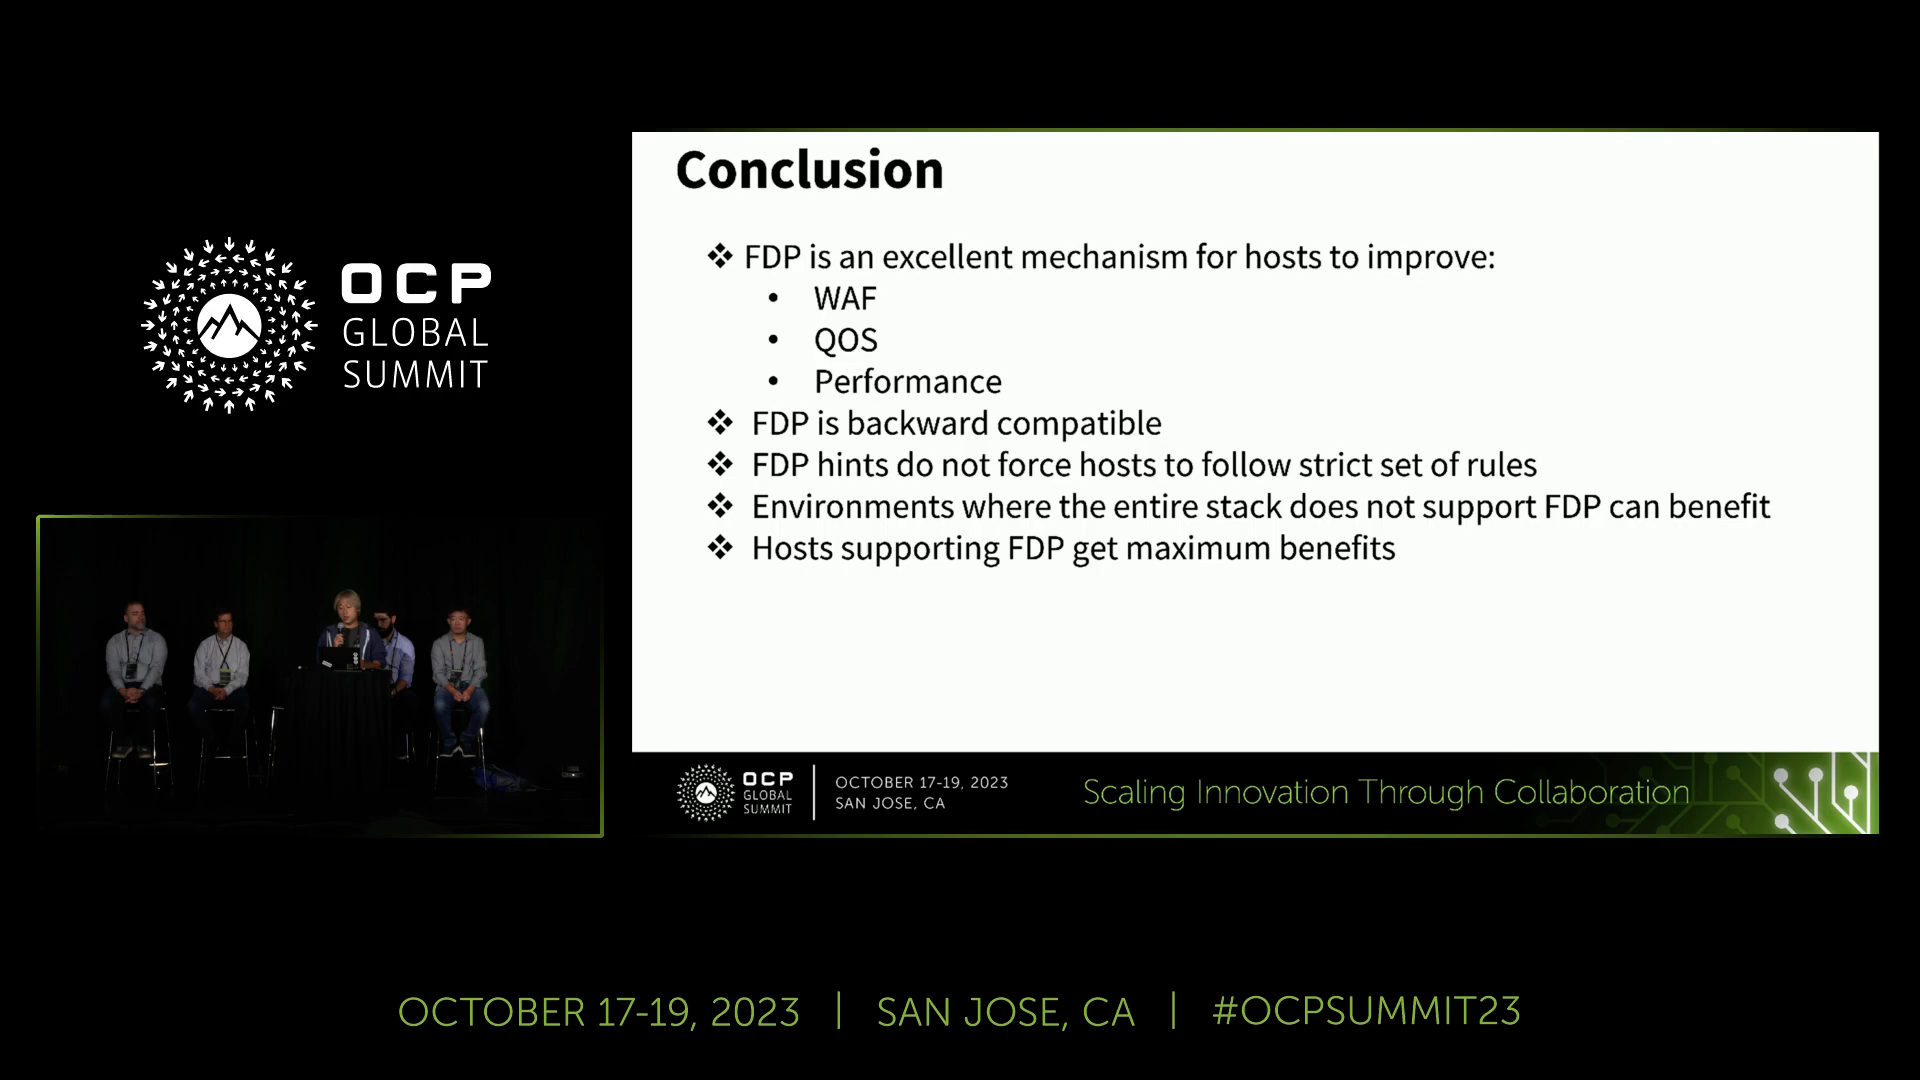 OCP
GLOBAL
SUMMIT
Conclusion
❖ FDP is an excellent mechanism for hosts to improve:
• WAF
• QOS
• Performance
❖ FDP is backward compatible
❖ FDP hints do not force hosts to follow strict set of rules
❖ Environments where the entire stack does not support FDP can benefit
❖ Hosts supporting FDP get maximum benefits
OCP
GLOBAL
SUMMIT
OCTOBER 17-19, 2023
SAN JOSE, CA
Scaling Innovation Through Collaboration
OCTOBER 17-19, 2023 | SAN JOSE, CA | #OCPSUMMIT23